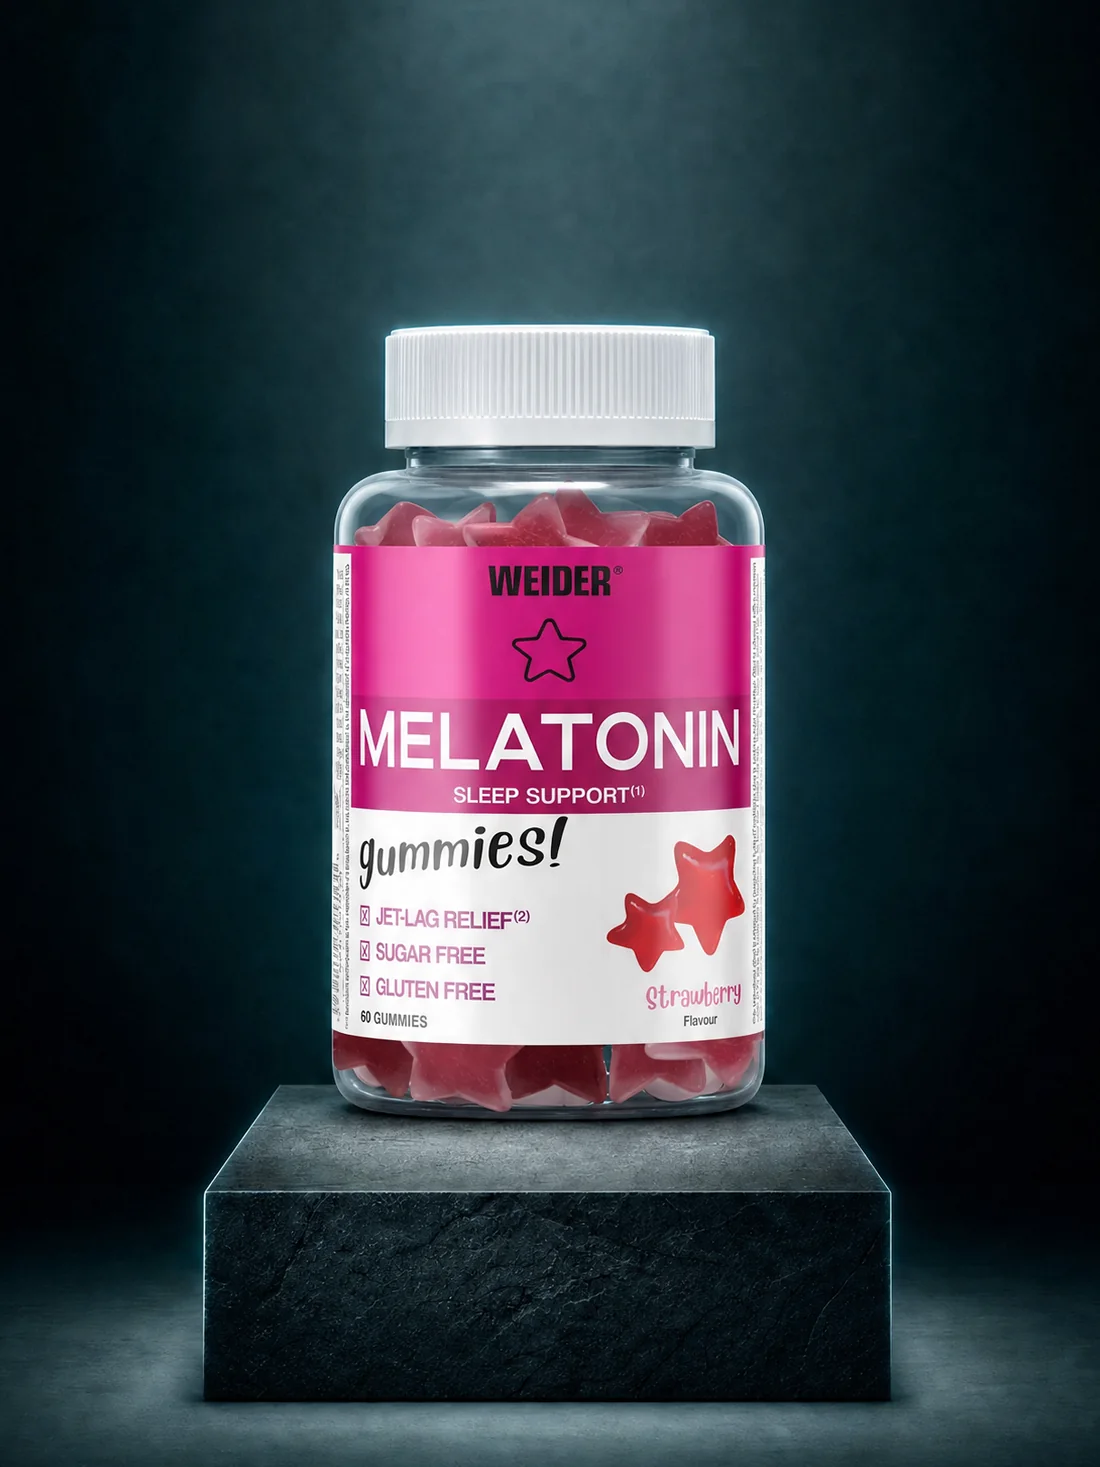 WEIDER®
MELATONIN
SLEEP SUPPORT(1)
gummies!
☒ JET-LAG RELIEF(2)
☒ SUGAR FREE
☒ GLUTEN FREE
60 GUMMIES
Strawberry
Flavour